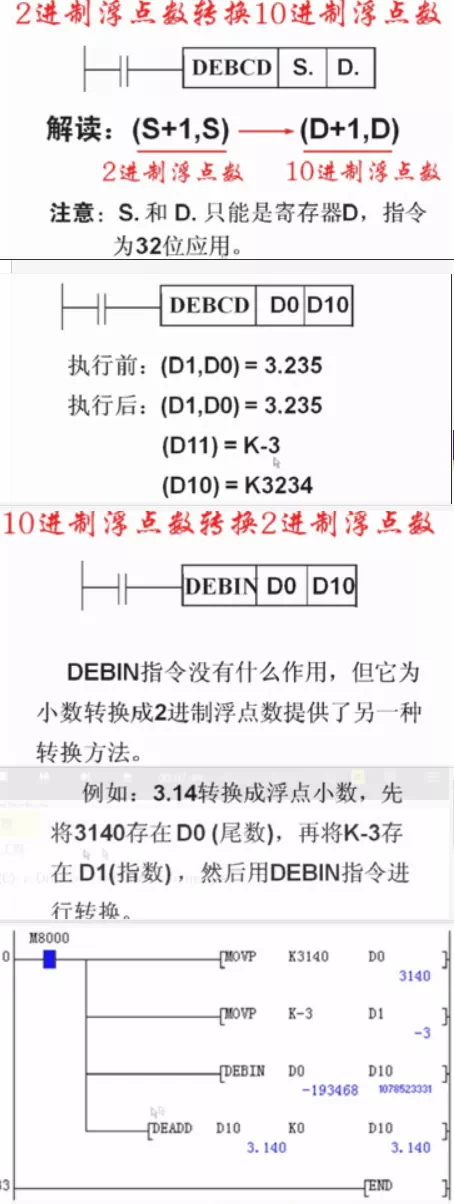 2进制浮点数转换10进制浮点数
DEBCD S. D.
解读：(S+1,S) (D+1,D)
2进制浮点数 10进制浮点数
注意：S. 和 D. 只能是寄存器D，指令
为32位应用。
DEBCD D0 D10
执行前：(D1,D0) = 3.235
执行后：(D1,D0) = 3.235
(D11) = K-3
(D10) = K3234
10进制浮点数转换2进制浮点数
DEBIN D0 D10
DEBIN指令没有什么作用，但它为
小数转换成2进制浮点数提供了另一种
转换方法。
例如：3.14转换成浮点小数，先
将3140存在 D0 (尾数)，再将K-3存
在 D1(指数)，然后用DEBIN指令进
行转换。
M8000
0 [MOVP K3140 D0 ]
3140
[MOVP K-3 D1 ]
-3
[DEBIN D0 D10 ]
-193468 1078523331
[DEADD D10 K0 D10 ]
3.140 3.140
33 [END ]